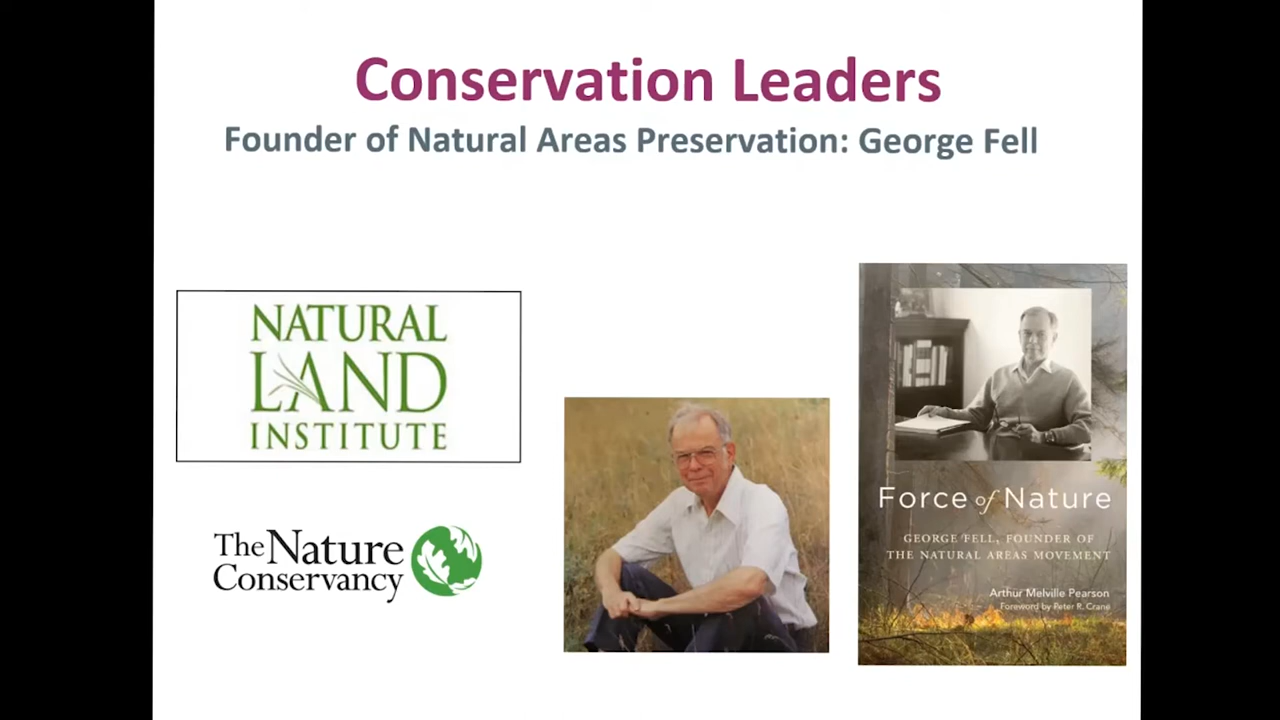 Conservation Leaders
Founder of Natural Areas Preservation: George Fell
NATURAL
LAND
INSTITUTE
The Nature
Conservancy
Force of Nature
GEORGE FELL, FOUNDER OF
THE NATURAL AREAS MOVEMENT
Arthur Melville Pearson
Foreword by Peter R. Crane